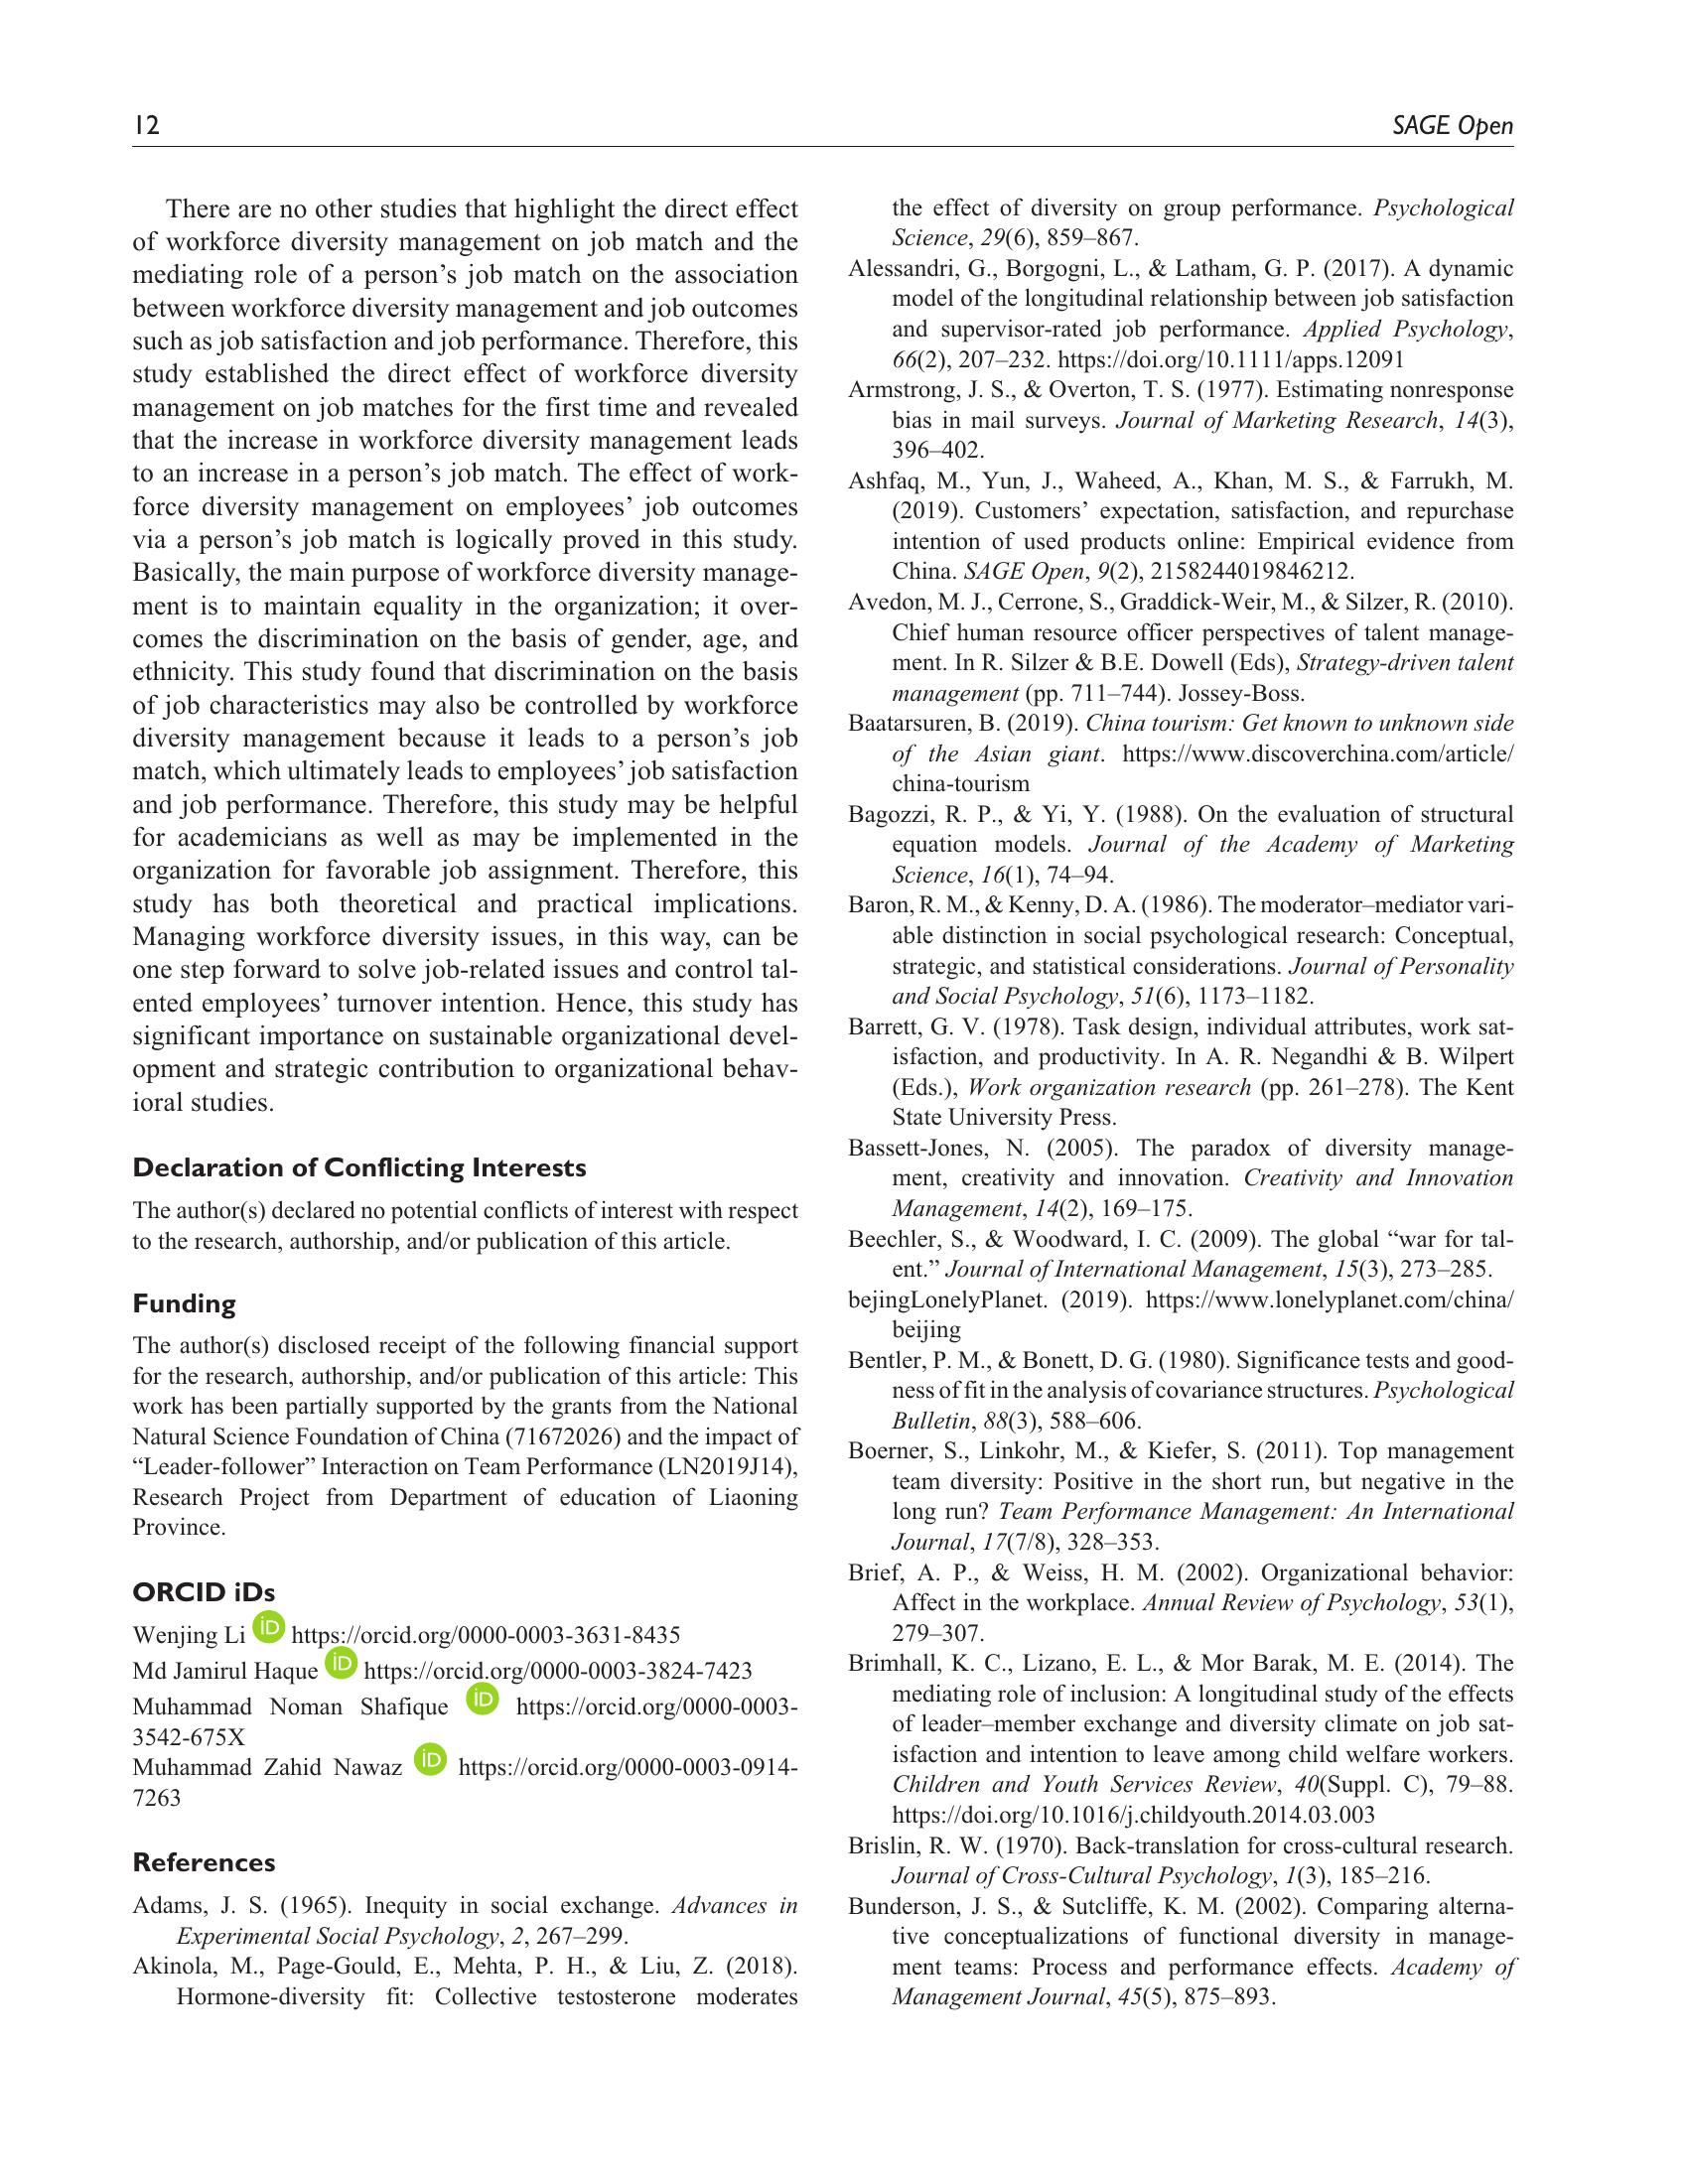 12
SAGE Open
There are no other studies that highlight the direct effect
of workforce diversity management on job match and the
mediating role of a person’s job match on the association
between workforce diversity management and job outcomes
such as job satisfaction and job performance. Therefore, this
study established the direct effect of workforce diversity
management on job matches for the first time and revealed
that the increase in workforce diversity management leads
to an increase in a person’s job match. The effect of work-
force diversity management on employees’ job outcomes
via a person’s job match is logically proved in this study.
Basically, the main purpose of workforce diversity manage-
ment is to maintain equality in the organization; it over-
comes the discrimination on the basis of gender, age, and
ethnicity. This study found that discrimination on the basis
of job characteristics may also be controlled by workforce
diversity management because it leads to a person’s job
match, which ultimately leads to employees’ job satisfaction
and job performance. Therefore, this study may be helpful
for academicians as well as may be implemented in the
organization for favorable job assignment. Therefore, this
study has both theoretical and practical implications.
Managing workforce diversity issues, in this way, can be
one step forward to solve job-related issues and control tal-
ented employees’ turnover intention. Hence, this study has
significant importance on sustainable organizational devel-
opment and strategic contribution to organizational behav-
ioral studies.
Declaration of Conflicting Interests
The author(s) declared no potential conflicts of interest with respect
to the research, authorship, and/or publication of this article.
Funding
The author(s) disclosed receipt of the following financial support
for the research, authorship, and/or publication of this article: This
work has been partially supported by the grants from the National
Natural Science Foundation of China (71672026) and the impact of
“Leader-follower” Interaction on Team Performance (LN2019J14),
Research Project from Department of education of Liaoning
Province.
ORCID iDs
Wenjing Li iD https://orcid.org/0000-0003-3631-8435
Md Jamirul Haque iD https://orcid.org/0000-0003-3824-7423
Muhammad Noman Shafique iD https://orcid.org/0000-0003-
3542-675X
Muhammad Zahid Nawaz iD https://orcid.org/0000-0003-0914-
7263
References
Adams, J. S. (1965). Inequity in social exchange. Advances in
Experimental Social Psychology, 2, 267–299.
Akinola, M., Page-Gould, E., Mehta, P. H., & Liu, Z. (2018).
Hormone-diversity fit: Collective testosterone moderates
the effect of diversity on group performance. Psychological
Science, 29(6), 859–867.
Alessandri, G., Borgogni, L., & Latham, G. P. (2017). A dynamic
model of the longitudinal relationship between job satisfaction
and supervisor-rated job performance. Applied Psychology,
66(2), 207–232. https://doi.org/10.1111/apps.12091
Armstrong, J. S., & Overton, T. S. (1977). Estimating nonresponse
bias in mail surveys. Journal of Marketing Research, 14(3),
396–402.
Ashfaq, M., Yun, J., Waheed, A., Khan, M. S., & Farrukh, M.
(2019). Customers’ expectation, satisfaction, and repurchase
intention of used products online: Empirical evidence from
China. SAGE Open, 9(2), 2158244019846212.
Avedon, M. J., Cerrone, S., Graddick-Weir, M., & Silzer, R. (2010).
Chief human resource officer perspectives of talent manage-
ment. In R. Silzer & B.E. Dowell (Eds), Strategy-driven talent
management (pp. 711–744). Jossey-Boss.
Baatarsuren, B. (2019). China tourism: Get known to unknown side
of the Asian giant. https://www.discoverchina.com/article/
china-tourism
Bagozzi, R. P., & Yi, Y. (1988). On the evaluation of structural
equation models. Journal of the Academy of Marketing
Science, 16(1), 74–94.
Baron, R. M., & Kenny, D. A. (1986). The moderator–mediator vari-
able distinction in social psychological research: Conceptual,
strategic, and statistical considerations. Journal of Personality
and Social Psychology, 51(6), 1173–1182.
Barrett, G. V. (1978). Task design, individual attributes, work sat-
isfaction, and productivity. In A. R. Negandhi & B. Wilpert
(Eds.), Work organization research (pp. 261–278). The Kent
State University Press.
Bassett-Jones, N. (2005). The paradox of diversity manage-
ment, creativity and innovation. Creativity and Innovation
Management, 14(2), 169–175.
Beechler, S., & Woodward, I. C. (2009). The global “war for tal-
ent.” Journal of International Management, 15(3), 273–285.
bejingLonelyPlanet. (2019). https://www.lonelyplanet.com/china/
beijing
Bentler, P. M., & Bonett, D. G. (1980). Significance tests and good-
ness of fit in the analysis of covariance structures. Psychological
Bulletin, 88(3), 588–606.
Boerner, S., Linkohr, M., & Kiefer, S. (2011). Top management
team diversity: Positive in the short run, but negative in the
long run? Team Performance Management: An International
Journal, 17(7/8), 328–353.
Brief, A. P., & Weiss, H. M. (2002). Organizational behavior:
Affect in the workplace. Annual Review of Psychology, 53(1),
279–307.
Brimhall, K. C., Lizano, E. L., & Mor Barak, M. E. (2014). The
mediating role of inclusion: A longitudinal study of the effects
of leader–member exchange and diversity climate on job sat-
isfaction and intention to leave among child welfare workers.
Children and Youth Services Review, 40(Suppl. C), 79–88.
https://doi.org/10.1016/j.childyouth.2014.03.003
Brislin, R. W. (1970). Back-translation for cross-cultural research.
Journal of Cross-Cultural Psychology, 1(3), 185–216.
Bunderson, J. S., & Sutcliffe, K. M. (2002). Comparing alterna-
tive conceptualizations of functional diversity in manage-
ment teams: Process and performance effects. Academy of
Management Journal, 45(5), 875–893.